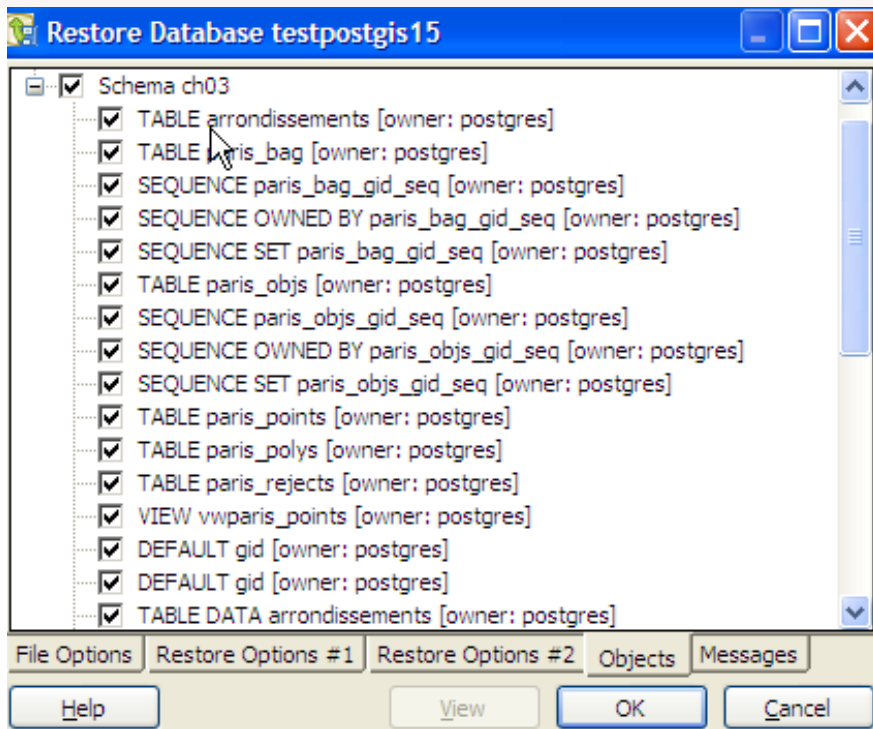 Restore Database testpostgis15
Schema ch03
TABLE arrondissements [owner: postgres]
TABLE paris_bag [owner: postgres]
SEQUENCE paris_bag_gid_seq [owner: postgres]
SEQUENCE OWNED BY paris_bag_gid_seq [owner: postgres]
SEQUENCE SET paris_bag_gid_seq [owner: postgres]
TABLE paris_objs [owner: postgres]
SEQUENCE paris_objs_gid_seq [owner: postgres]
SEQUENCE OWNED BY paris_objs_gid_seq [owner: postgres]
SEQUENCE SET paris_objs_gid_seq [owner: postgres]
TABLE paris_points [owner: postgres]
TABLE paris_polys [owner: postgres]
TABLE paris_rejects [owner: postgres]
VIEW vwparis_points [owner: postgres]
DEFAULT gid [owner: postgres]
DEFAULT gid [owner: postgres]
TABLE DATA arrondissements [owner: postgres]
File Options Restore Options #1 Restore Options #2 Objects Messages
Help View OK Cancel